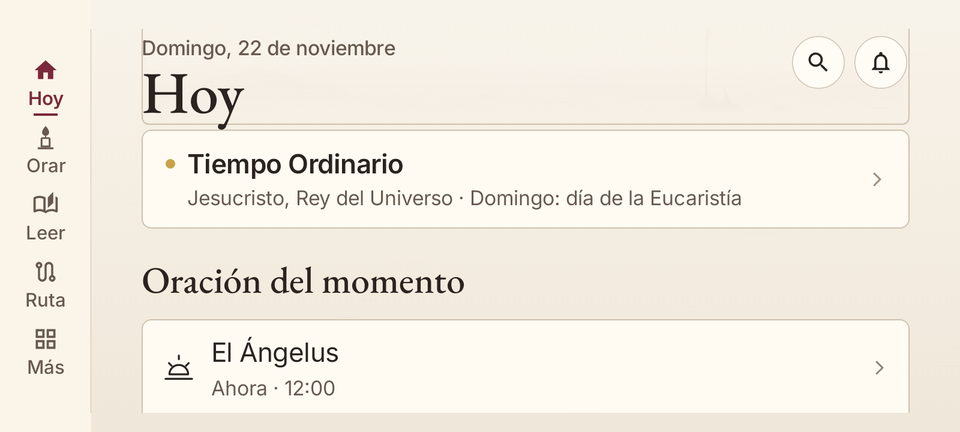 Domingo, 22 de noviembre
Hoy
Tiempo Ordinario
Jesucristo, Rey del Universo · Domingo: día de la Eucaristía
Oración del momento
El Ángelus
Ahora · 12:00
Hoy
Orar
Leer
Ruta
Más